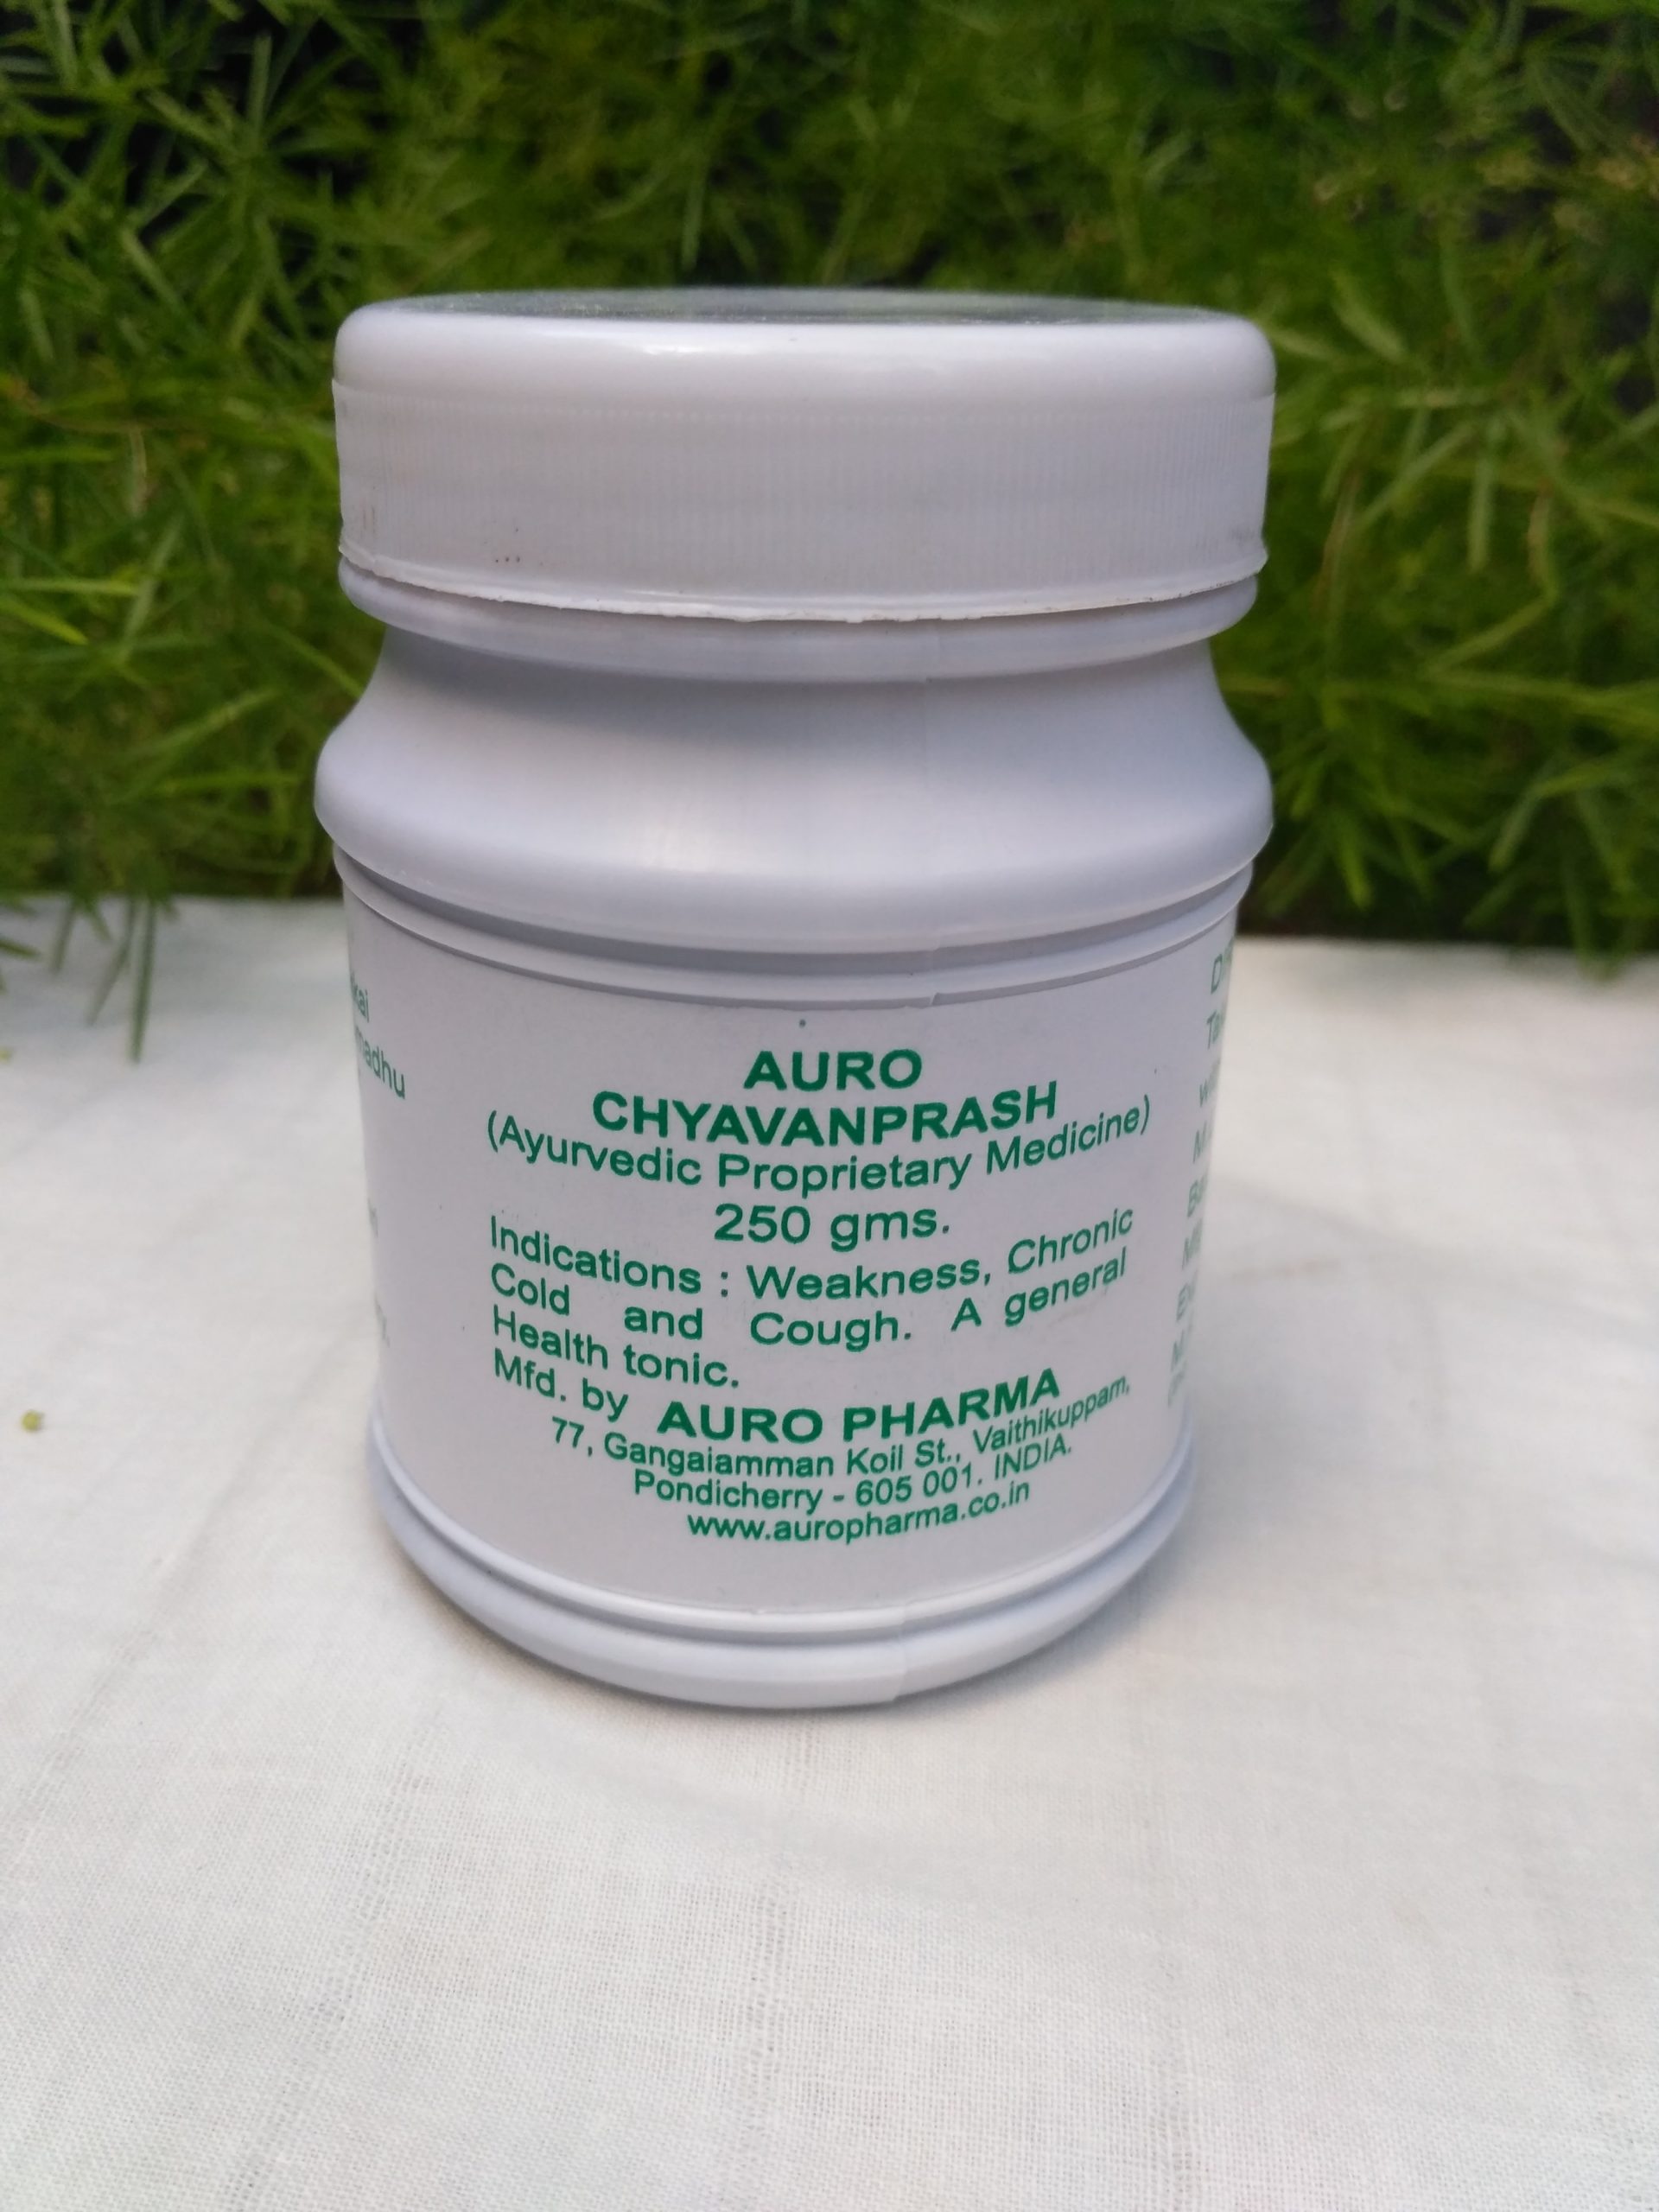 AURO
CHYAVANPRASH
(Ayurvedic Proprietary Medicine)
250 gms.
Indications : Weakness, Chronic
Cold and Cough. A general
Health tonic.
Mfd. by AURO PHARMA
77, Gangaiamman Koil St., Vaithikuppam,
Pondicherry - 605 001. INDIA.
www.auropharma.co.in